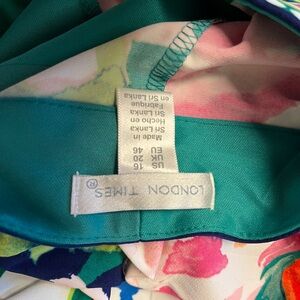 LONDON TIMES®
US 16
UK 20
EU 46
Made in
Sri Lanka
Hecho en
Sri Lanka
Fabrique
en Sri Lanka